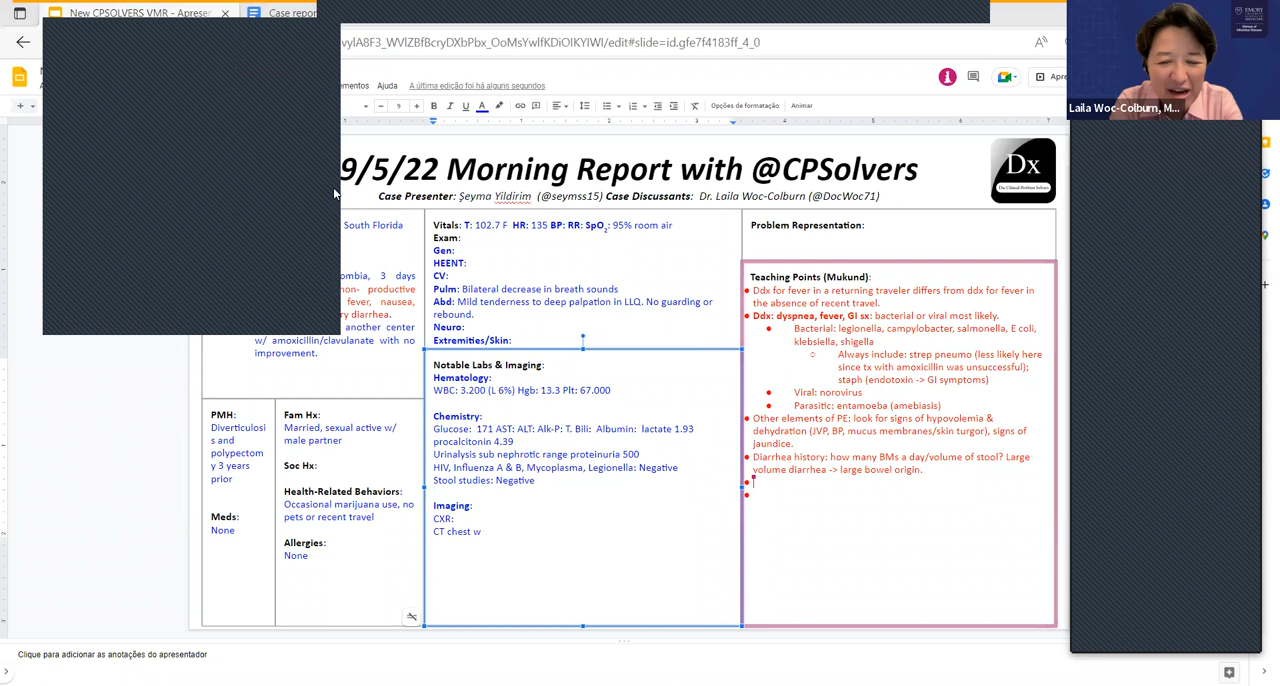 New CPSOLVERS VMR - Apreser
Case repor
vylA8F3_WVlZBfBcryDXbPbx_OoMsYwlfKDiOIKYIWI/edit#slide=id.gfe7f4183ff_4_0
ementos Ajuda A última edição foi há alguns segundos
Apre
9 B I U A Opções de formatação Animar
9/5/22 Morning Report with @CPSolvers
Case Presenter: Şeyma Yildirim (@seymss15) Case Discussants: Dr. Laila Woc-Colburn (@DocWoc71)
Dx
The Clinical Problem Solvers
EMORY
Laila Woc-Colburn, M...
South Florida
ombia, 3 days
non- productive
fever, nausea,
ry diarrhea.
another center
w/ amoxicillin/clavulanate with no
improvement.
PMH:
Diverticulosi
s and
polypectom
y 3 years
prior
Meds:
None
Fam Hx:
Married, sexual active w/
male partner
Soc Hx:
Health-Related Behaviors:
Occasional marijuana use, no
pets or recent travel
Allergies:
None
Vitals: T: 102.7 F HR: 135 BP: RR: SpO2: 95% room air
Exam:
Gen:
HEENT:
CV:
Pulm: Bilateral decrease in breath sounds
Abd: Mild tenderness to deep palpation in LLQ. No guarding or
rebound.
Neuro:
Extremities/Skin:
Notable Labs & Imaging:
Hematology:
WBC: 3.200 (L 6%) Hgb: 13.3 Plt: 67.000
Chemistry:
Glucose: 171 AST: ALT: Alk-P: T. Bili: Albumin: lactate 1.93
procalcitonin 4.39
Urinalysis sub nephrotic range proteinuria 500
HIV, Influenza A & B, Mycoplasma, Legionella: Negative
Stool studies: Negative
Imaging:
CXR:
CT chest w
Problem Representation:
Teaching Points (Mukund):
Ddx for fever in a returning traveler differs from ddx for fever in
the absence of recent travel.
Ddx: dyspnea, fever, GI sx: bacterial or viral most likely.
Bacterial: legionella, campylobacter, salmonella, E coli,
klebsiella, shigella
Always include: strep pneumo (less likely here
since tx with amoxicillin was unsuccessful);
staph (endotoxin -> GI symptoms)
Viral: norovirus
Parasitic: entamoeba (amebiasis)
Other elements of PE: look for signs of hypovolemia &
dehydration (JVP, BP, mucus membranes/skin turgor), signs of
jaundice.
Diarrhea history: how many BMs a day/volume of stool? Large
volume diarrhea -> large bowel origin.
Clique para adicionar as anotações do apresentador